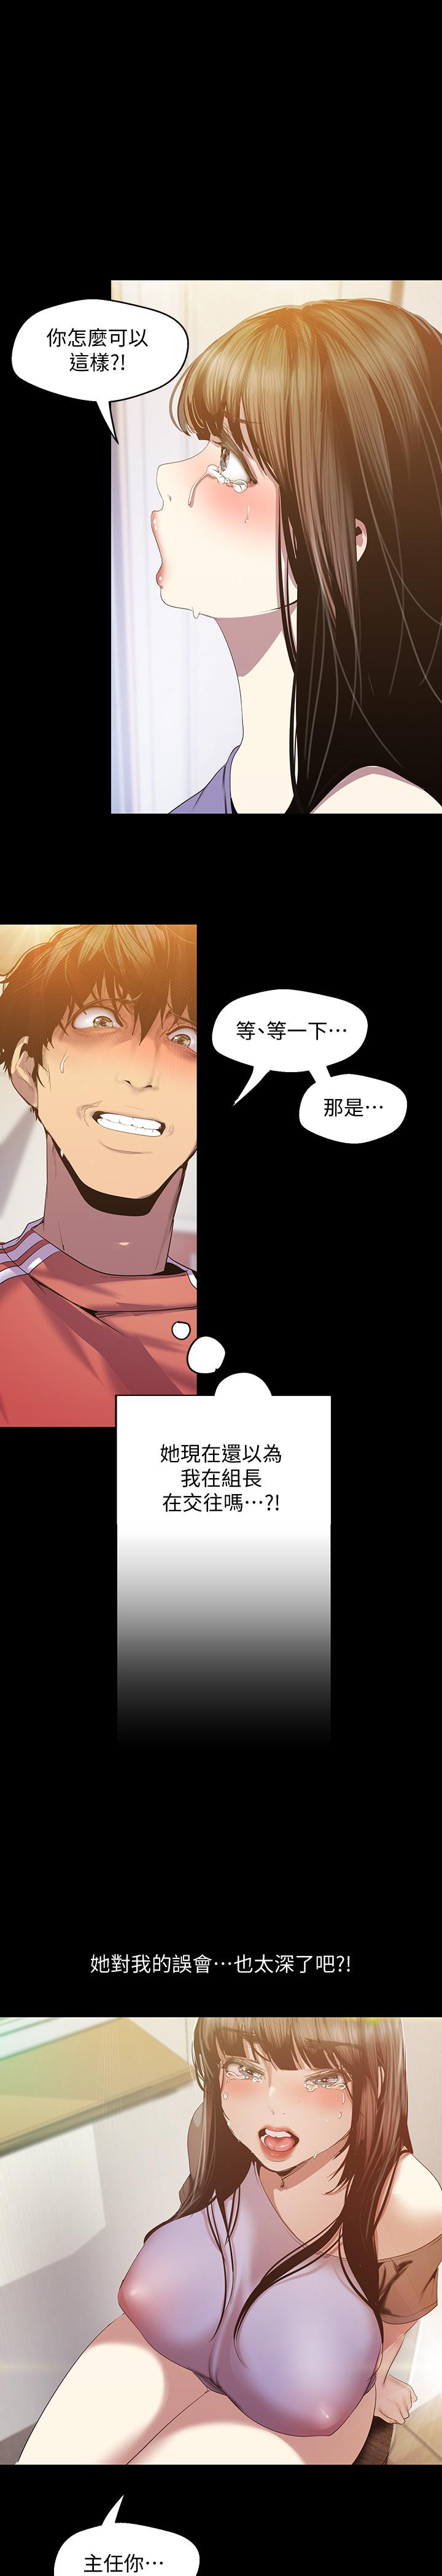 你怎麼可以
這樣?!
等、等一下⋯
那是⋯
她現在還以為
我在組長
在交往嗎⋯?!
她對我的誤會⋯也太深了吧?!
主任你⋯